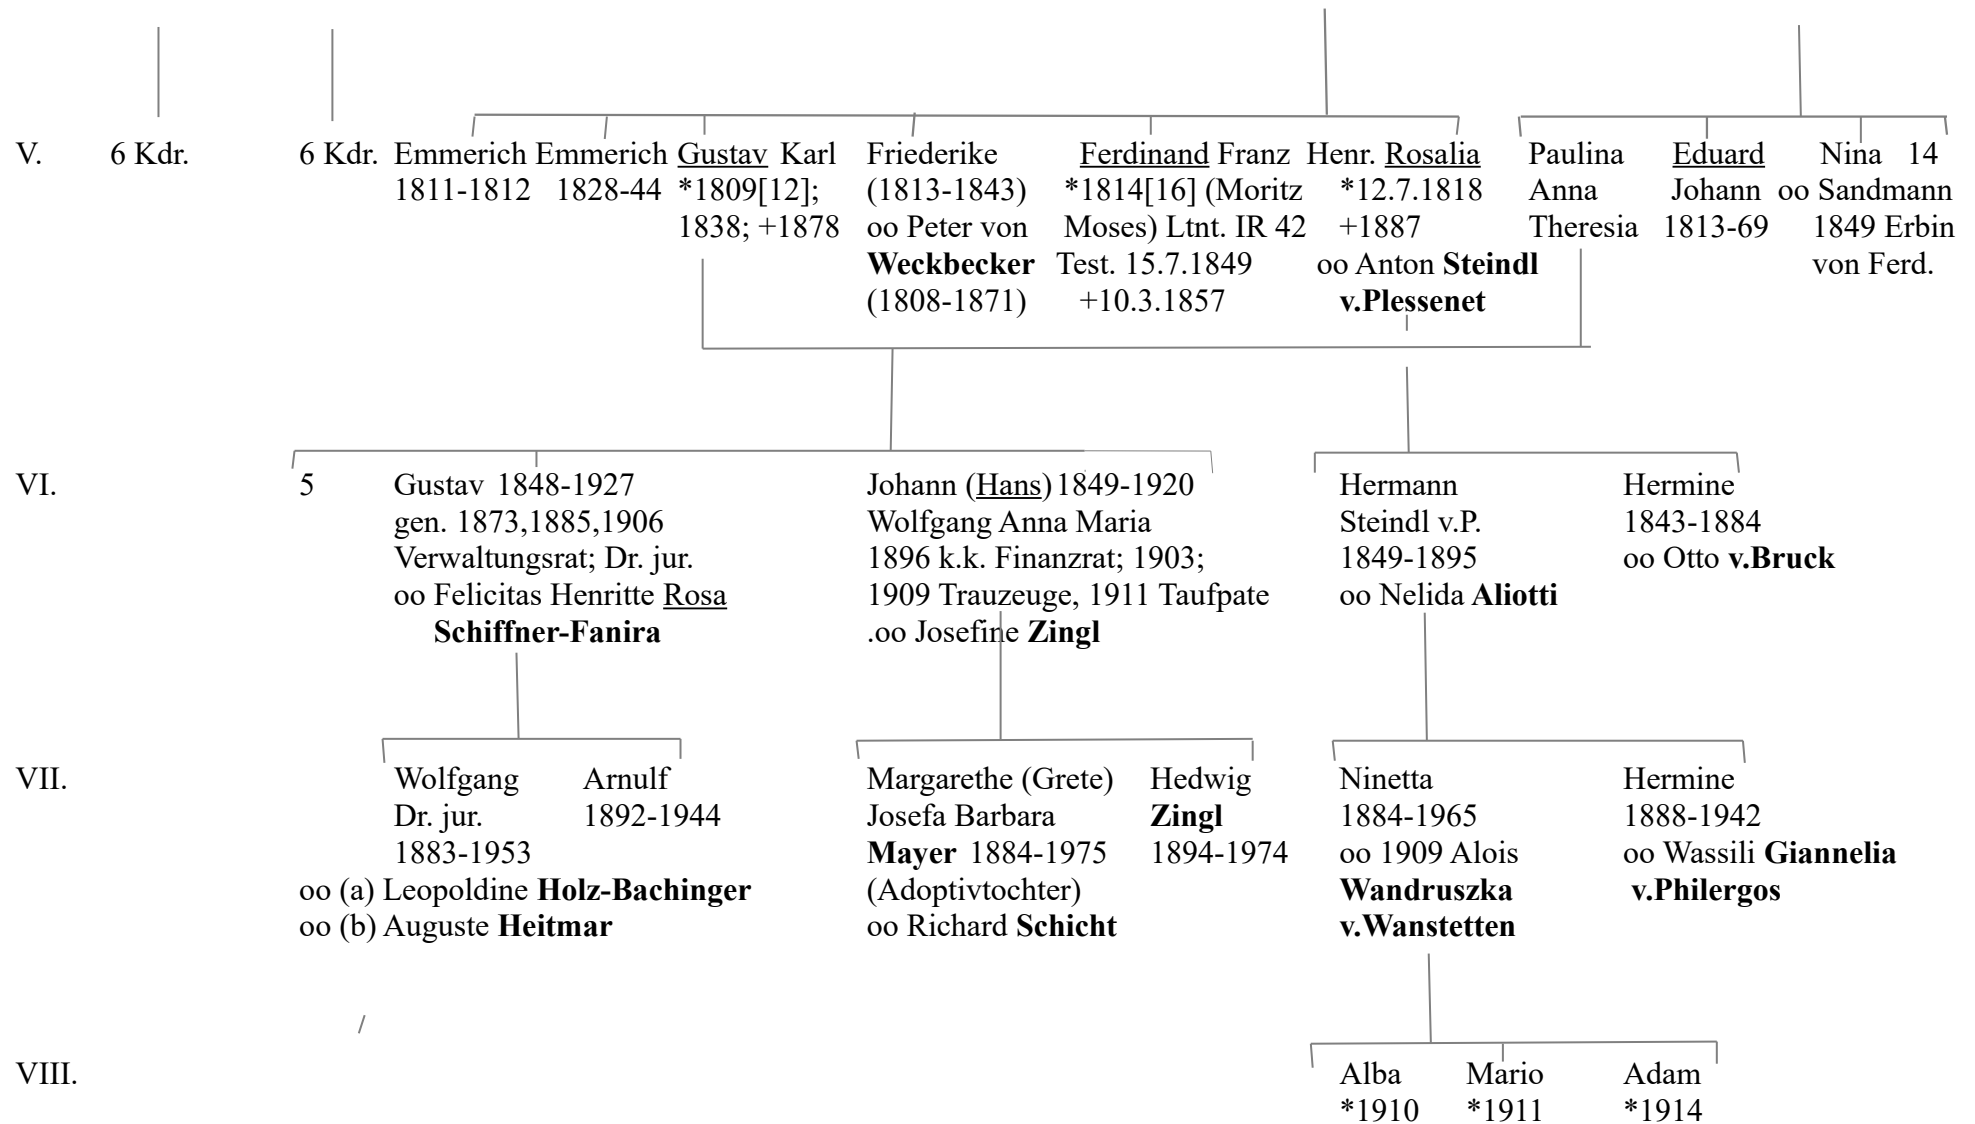 V. 6 Kdr. 6 Kdr. Emmerich Emmerich Gustav Karl Friederike Ferdinand Franz Henr. Rosalia Paulina Eduard Nina 14
1811-1812 1828-44 *1809[12]; (1813-1843) *1814[16] (Moritz *12.7.1818 Anna Johann oo Sandmann
1838; +1878 oo Peter von Moses) Ltnt. IR 42 +1887 Theresia 1813-69 1849 Erbin
Weckbecker Test. 15.7.1849 oo Anton Steindl von Ferd.
(1808-1871) +10.3.1857 v.Plessenet
VI. 5 Gustav 1848-1927 Johann (Hans) 1849-1920 Hermann Hermine
gen. 1873,1885,1906 Wolfgang Anna Maria Steindl v.P. 1843-1884
Verwaltungsrat; Dr. jur. 1896 k.k. Finanzrat; 1903; 1849-1895 oo Otto v.Bruck
oo Felicitas Henritte Rosa 1909 Trauzeuge, 1911 Taufpate oo Nelida Aliotti
Schiffner-Fanira .oo Josefine Zingl
VII. Wolfgang Arnulf Margarethe (Grete) Hedwig Ninetta Hermine
Dr. jur. 1892-1944 Josefa Barbara Zingl 1884-1965 1888-1942
1883-1953 Mayer 1884-1975 1894-1974 oo 1909 Alois oo Wassili Giannelia
oo (a) Leopoldine Holz-Bachinger (Adoptivtochter) Wandruszka v.Philergos
oo (b) Auguste Heitmar oo Richard Schicht v.Wanstetten
VIII. Alba Mario Adam
*1910 *1911 *1914